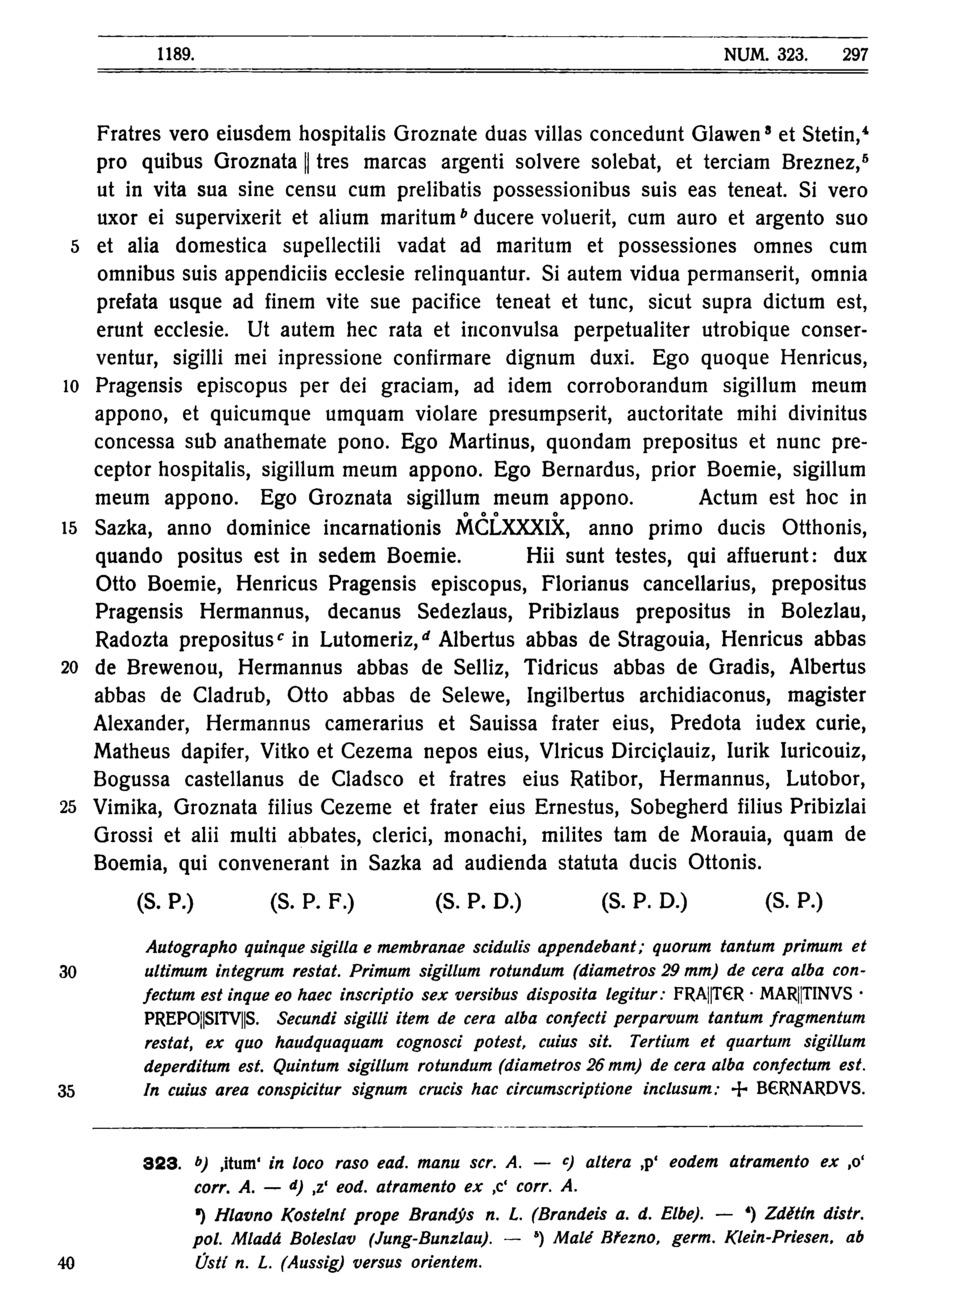 1189. NUM. 323. 297
Fratres vero eiusdem hospitalis Groznate duas villas concedunt Glawen³ et Stetin,⁴
pro quibus Groznata || tres marcas argenti solvere solebat, et terciam Breznez,⁵
ut in vita sua sine censu cum prelibatis possessionibus suis eas teneat. Si vero
uxor ei supervixerit et alium maritumᵇ ducere voluerit, cum auro et argento suo
5 et alia domestica supellectili vadat ad maritum et possessiones omnes cum
omnibus suis appendiciis ecclesie relinquantur. Si autem vidua permanserit, omnia
prefata usque ad finem vite sue pacifice teneat et tunc, sicut supra dictum est,
erunt ecclesie. Ut autem hec rata et inconvulsa perpetualiter utrobique conser-
ventur, sigilli mei inpressione confirmare dignum duxi. Ego quoque Henricus,
10 Pragensis episcopus per dei graciam, ad idem corroborandum sigillum meum
appono, et quicumque umquam violare presumpserit, auctoritate mihi divinitus
concessa sub anathemate pono. Ego Martinus, quondam prepositus et nunc pre-
ceptor hospitalis, sigillum meum appono. Ego Bernardus, prior Boemie, sigillum
meum appono. Ego Groznata sigillum meum appono. Actum est hoc in
15 Sazka, anno dominice incarnationis M̊C̊L̊XXXIX̊, anno primo ducis Otthonis,
quando positus est in sedem Boemie. Hii sunt testes, qui affuerunt: dux
Otto Boemie, Henricus Pragensis episcopus, Florianus cancellarius, prepositus
Pragensis Hermannus, decanus Sedezlaus, Pribizlaus prepositus in Bolezlau,
Radozta prepositusᶜ in Lutomeriz,ᵈ Albertus abbas de Stragouia, Henricus abbas
20 de Brewenou, Hermannus abbas de Selliz, Tidricus abbas de Gradis, Albertus
abbas de Cladrub, Otto abbas de Selewe, Ingilbertus archidiaconus, magister
Alexander, Hermannus camerarius et Sauissa frater eius, Predota iudex curie,
Matheus dapifer, Vitko et Cezema nepos eius, Vlricus Dirciçlauiz, Iurik Iuricouiz,
Bogussa castellanus de Cladsco et fratres eius Ratibor, Hermannus, Lutobor,
25 Vimika, Groznata filius Cezeme et frater eius Ernestus, Sobegherd filius Pribizlai
Grossi et alii multi abbates, clerici, monachi, milites tam de Morauia, quam de
Boemia, qui convenerant in Sazka ad audienda statuta ducis Ottonis.
(S. P.) (S. P. F.) (S. P. D.) (S. P. D.) (S. P.)
Autographo quinque sigilla e membranae scidulis appendebant; quorum tantum primum et
30 ultimum integrum restat. Primum sigillum rotundum (diametros 29 mm) de cera alba con-
fectum est inque eo haec inscriptio sex versibus disposita legitur: FRA||TЄR · MAR||TINVS ·
PREPO||SITV||S. Secundi sigilli item de cera alba confecti perparvum tantum fragmentum
restat, ex quo haudquaquam cognosci potest, cuius sit. Tertium et quartum sigillum
deperditum est. Quintum sigillum rotundum (diametros 26 mm) de cera alba confectum est.
35 In cuius area conspicitur signum crucis hac circumscriptione inclusum: + BЄRNARDVS.
323. b) ‚itum‘ in loco raso ead. manu scr. A. — c) altera ‚p‘ eodem atramento ex ‚o‘
corr. A. — d) ‚z‘ eod. atramento ex ‚c‘ corr. A.
³) Hlavno Kostelní prope Brandýs n. L. (Brandeis a. d. Elbe). — ⁴) Zdětín distr.
pol. Mladá Boleslav (Jung-Bunzlau). — ⁵) Malé Březno, germ. Klein-Priesen, ab
40 Ústí n. L. (Aussig) versus orientem.